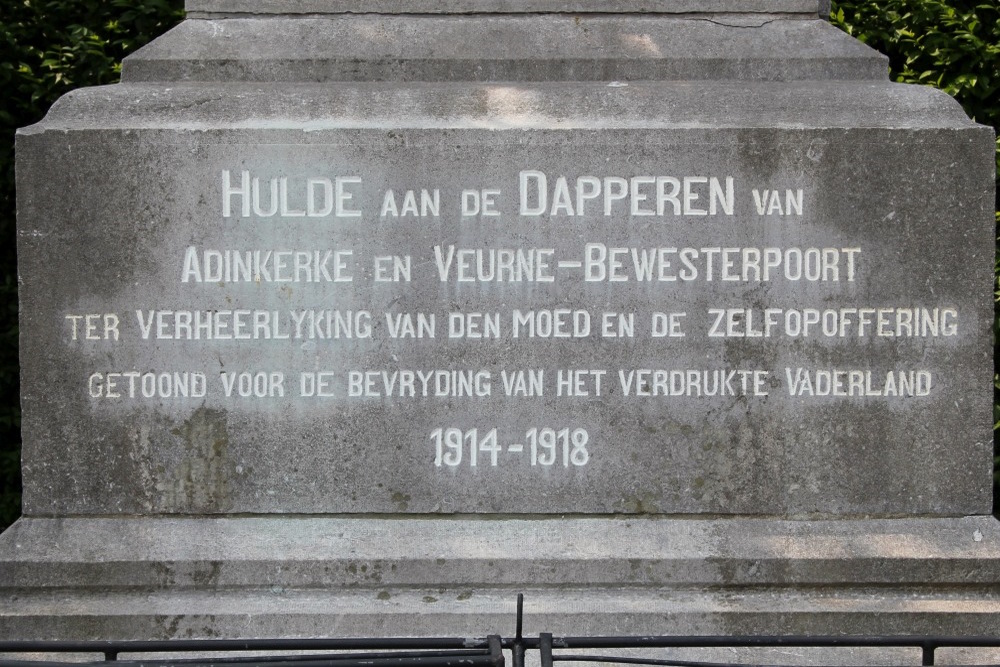 Hulde aan de Dapperen van
Adinkerke en Veurne-Bewesterpoort
ter verheerlyking van den moed en de zelfopoffering
getoond voor de bevryding van het verdrukte Vaderland
1914-1918